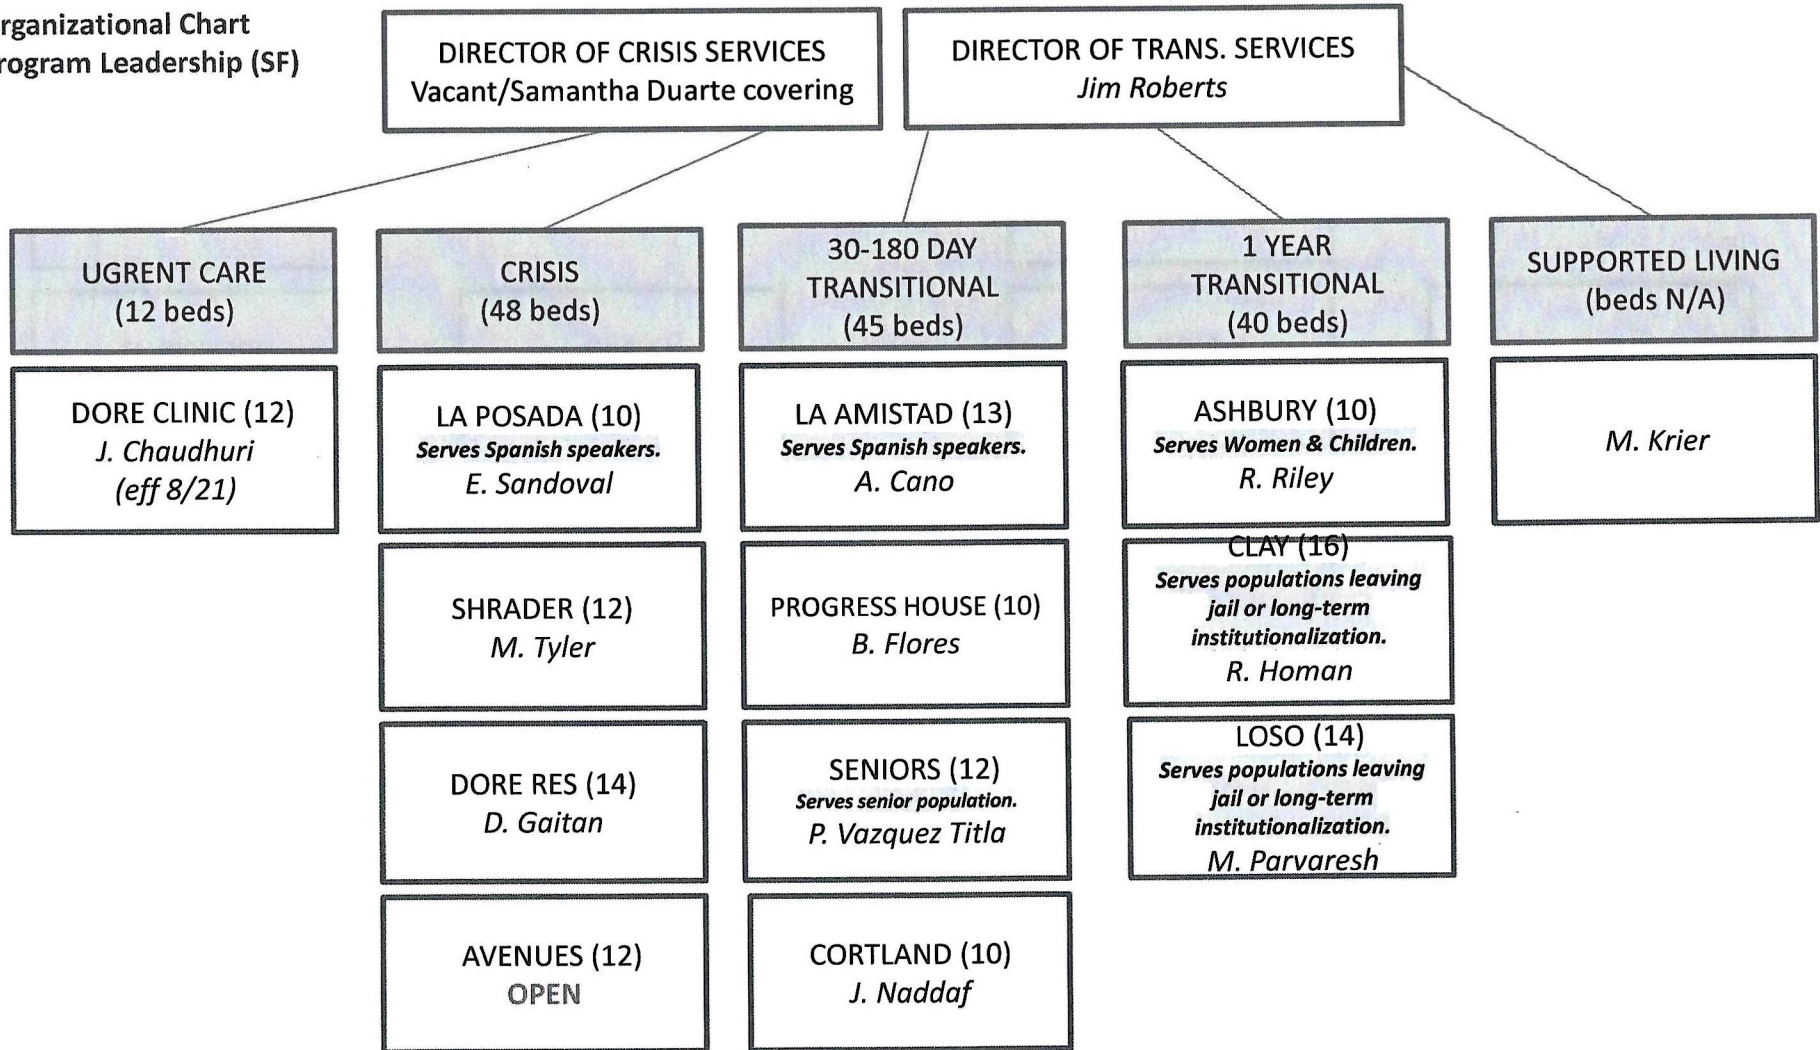 rganizational Chart
rogram Leadership (SF)
DIRECTOR OF CRISIS SERVICES
Vacant/Samantha Duarte covering
DIRECTOR OF TRANS. SERVICES
Jim Roberts
UGRENT CARE
(12 beds)
CRISIS
(48 beds)
30-180 DAY
TRANSITIONAL
(45 beds)
1 YEAR
TRANSITIONAL
(40 beds)
SUPPORTED LIVING
(beds N/A)
DORE CLINIC (12)
J. Chaudhuri
(eff 8/21)
LA POSADA (10)
Serves Spanish speakers.
E. Sandoval
LA AMISTAD (13)
Serves Spanish speakers.
A. Cano
ASHBURY (10)
Serves Women & Children.
R. Riley
M. Krier
SHRADER (12)
M. Tyler
PROGRESS HOUSE (10)
B. Flores
CLAY (16)
Serves populations leaving
jail or long-term
institutionalization.
R. Homan
DORE RES (14)
D. Gaitan
SENIORS (12)
Serves senior population.
P. Vazquez Titla
LOSO (14)
Serves populations leaving
jail or long-term
institutionalization.
M. Parvaresh
AVENUES (12)
OPEN
CORTLAND (10)
J. Naddaf